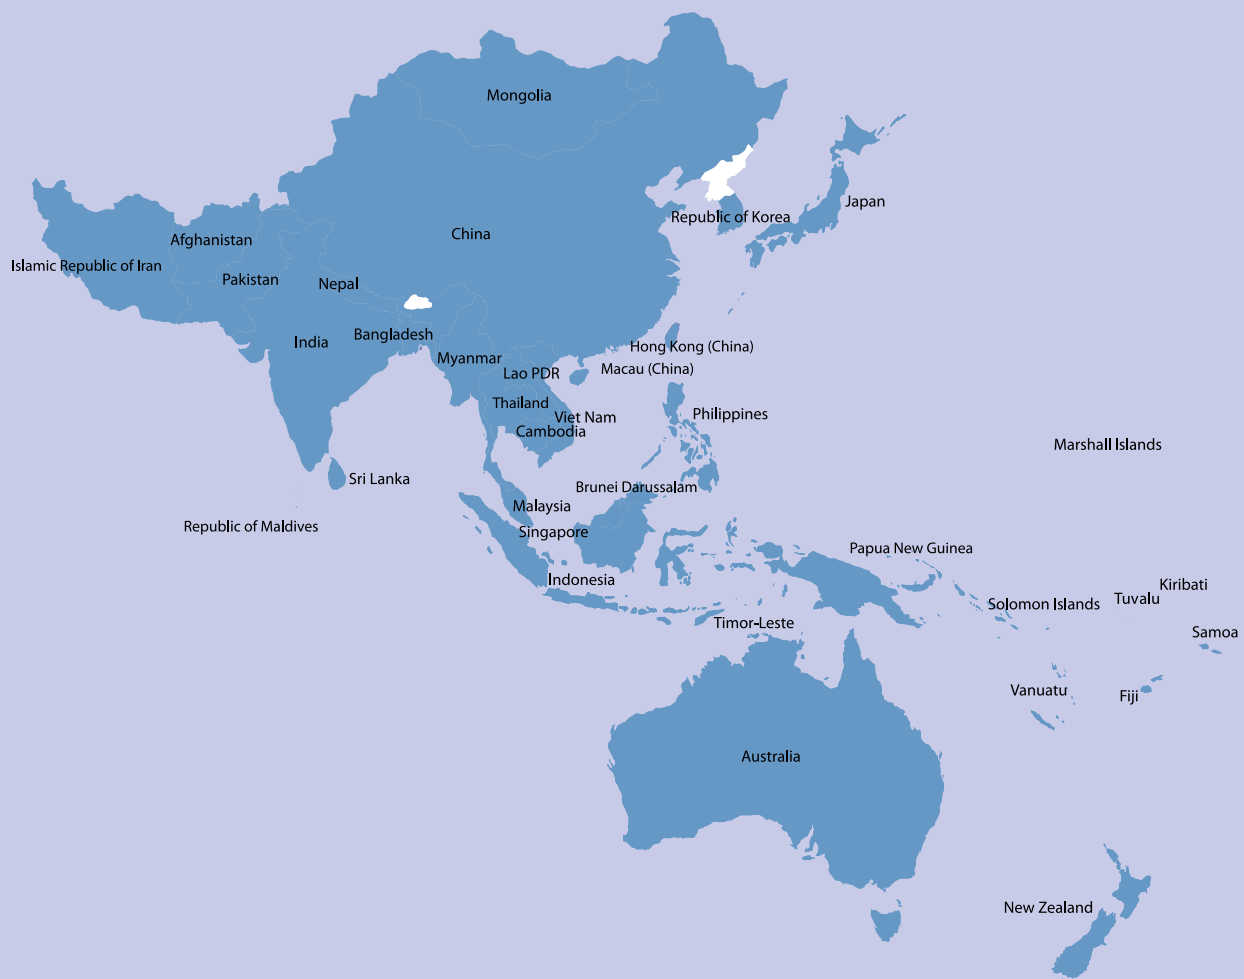 Mongolia
Japan
Republic of Korea
China
Afghanistan
Islamic Republic of Iran
Pakistan
Nepal
Bangladesh
India
Hong Kong (China)
Myanmar
Macau (China)
Lao PDR
Thailand
Philippines
Viet Nam
Cambodia
Marshall Islands
Sri Lanka
Brunei Darussalam
Malaysia
Republic of Maldives
Singapore
Papua New Guinea
Indonesia
Kiribati
Tuvalu
Solomon Islands
Timor-Leste
Samoa
Vanuatu
Fiji
Australia
New Zealand